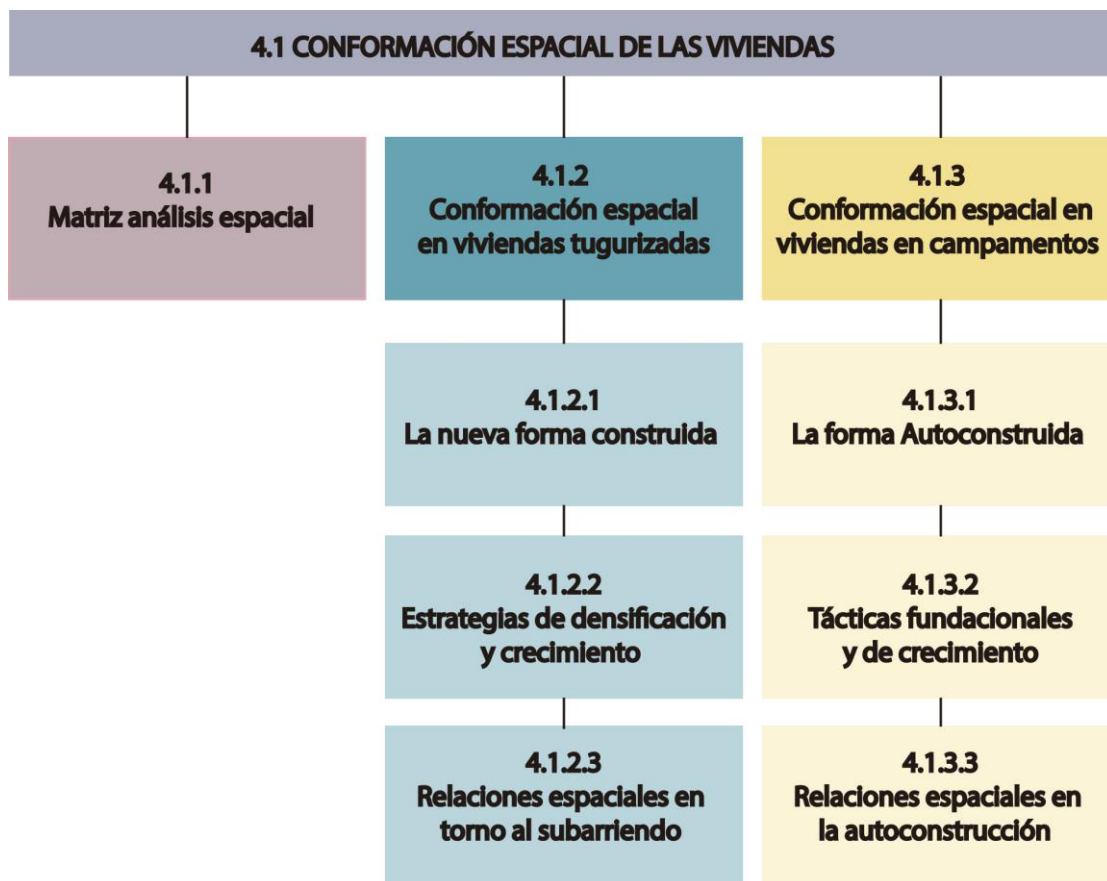 4.1 CONFORMACIÓN ESPACIAL DE LAS VIVIENDAS
4.1.1
Matriz análisis espacial
4.1.2
Conformación espacial
en viviendas tugurizadas
4.1.3
Conformación espacial en
viviendas en campamentos
4.1.2.1
La nueva forma construida
4.1.3.1
La forma Autoconstruida
4.1.2.2
Estrategias de densificación
y crecimiento
4.1.3.2
Tácticas fundacionales
y de crecimiento
4.1.2.3
Relaciones espaciales en
torno al subarriendo
4.1.3.3
Relaciones espaciales en
la autoconstrucción